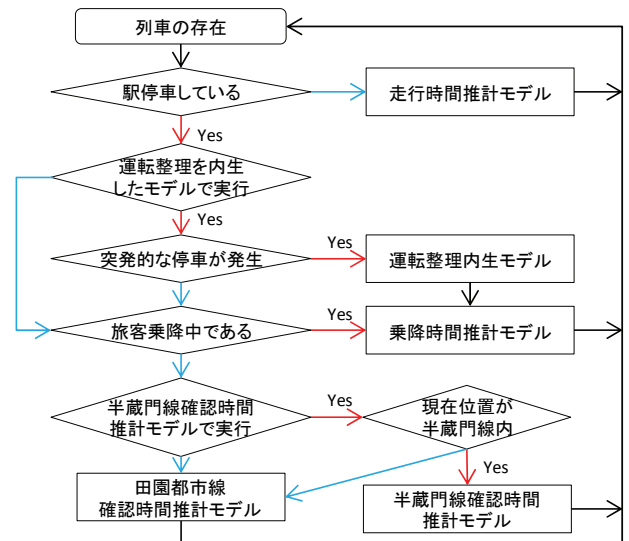 列車の存在
駅停車している
走行時間推計モデル
Yes
運転整理を内生
したモデルで実行
Yes
突発的な停車が発生
Yes
運転整理内生モデル
旅客乗降中である
Yes
乗降時間推計モデル
半蔵門線確認時間
推計モデルで実行
Yes
現在位置が
半蔵門線内
Yes
田園都市線
確認時間推計モデル
半蔵門線確認時間
推計モデル